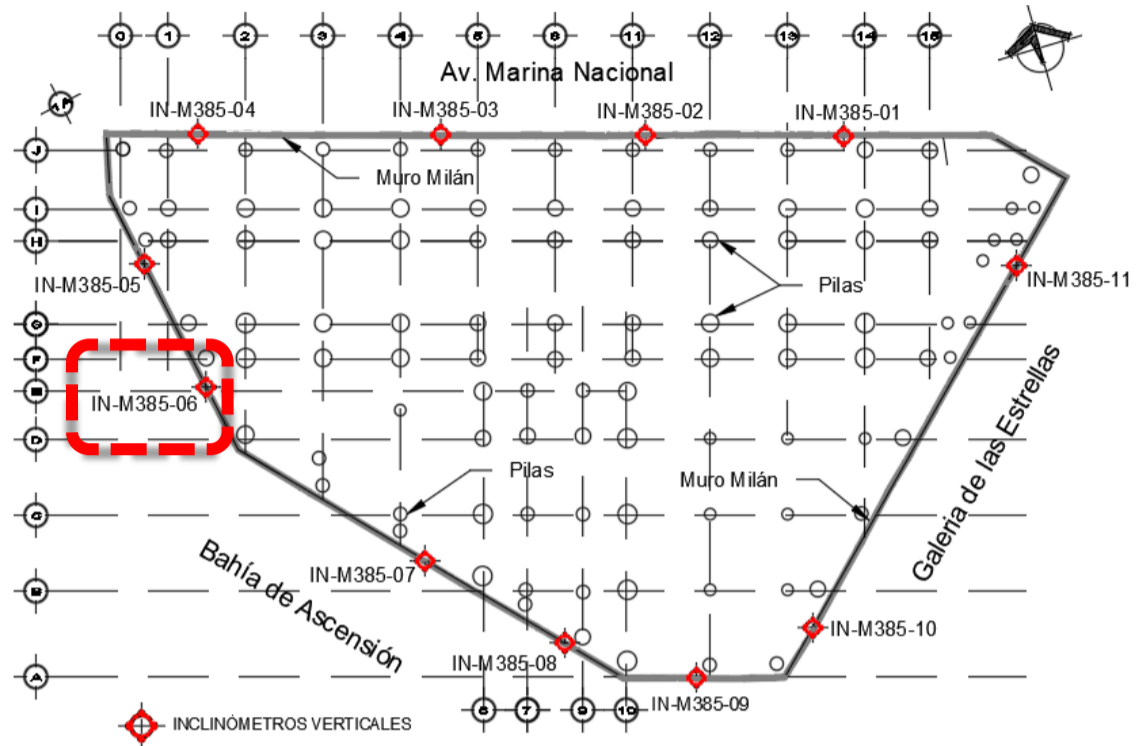 0 1 2 3 4 5 11 12 13 14 15
Av. Marina Nacional
1A
IN-M385-04
IN-M385-03
IN-M385-02
IN-M385-01
J
Muro Milán
I
H
IN-M385-05
Pilas
IN-M385-11
F
E
IN-M385-06
D
Pilas
Muro Milán
Galeria de las Estrellas
Bahía de Ascensión
IN-M385-07
B
IN-M385-10
IN-M385-08
A
IN-M385-09
6 7 9 10
INCLINÓMETROS VERTICALES